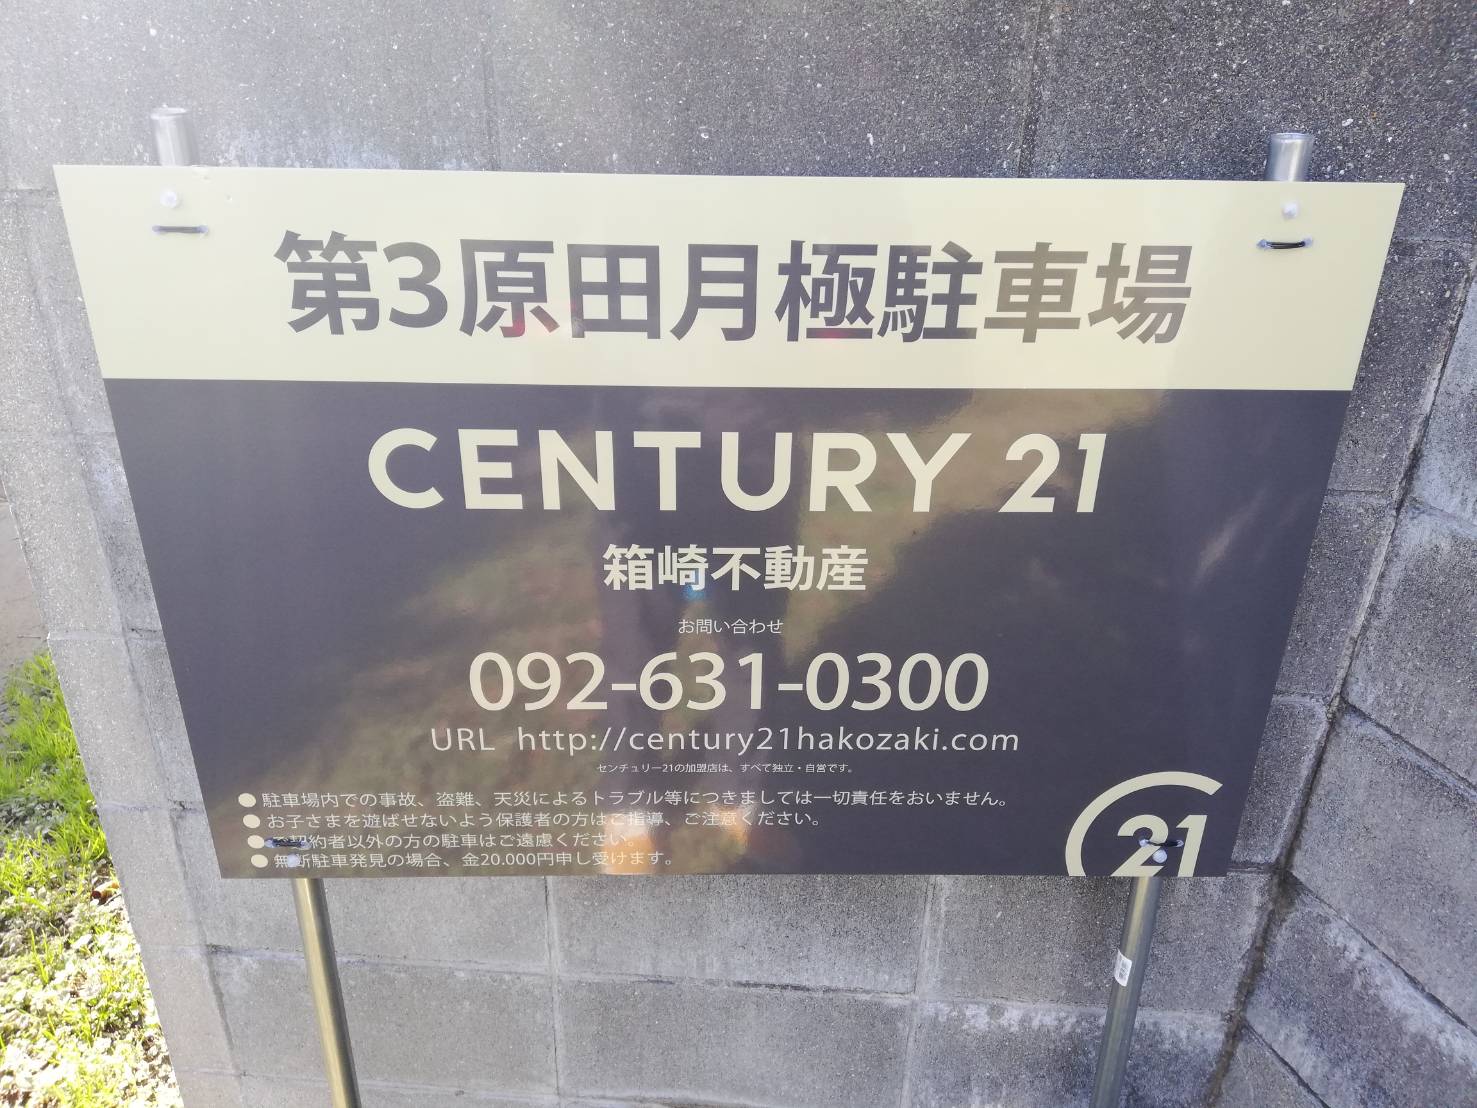 第3原田月極駐車場
CENTURY 21
箱崎不動産
お問い合わせ
092-631-0300
URL http://century21hakozaki.com
センチュリー21の加盟店は、すべて独立・自営です。
●駐車場内での事故、盗難、天災によるトラブル等につきましては一切責任をおいません。
●お子さまを遊ばせないよう保護者の方はご指導、ご注意ください。
●ご契約者以外の方の駐車はご遠慮ください。
●無断駐車発見の場合、金20.000円申し受けます。
21